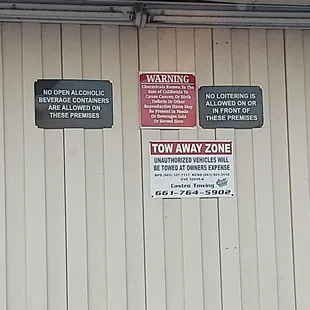 NO OPEN ALCOHOLIC
BEVERAGE CONTAINERS
ARE ALLOWED ON
THESE PREMISES
WARNING
Chemicals Known To The
State of California To
Cause Cancer, Or Birth
Defects Or Other
Reproductive Harm May
Be Present In Foods
Or Beverages Sold
Or Served Here
NO LOITERING IS
ALLOWED ON OR
IN FRONT OF
THESE PREMISES
TOW AWAY ZONE
UNAUTHORIZED VEHICLES WILL
BE TOWED AT OWNERS EXPENSE
CVC 22658-A
Castro Towing
661-764-5902